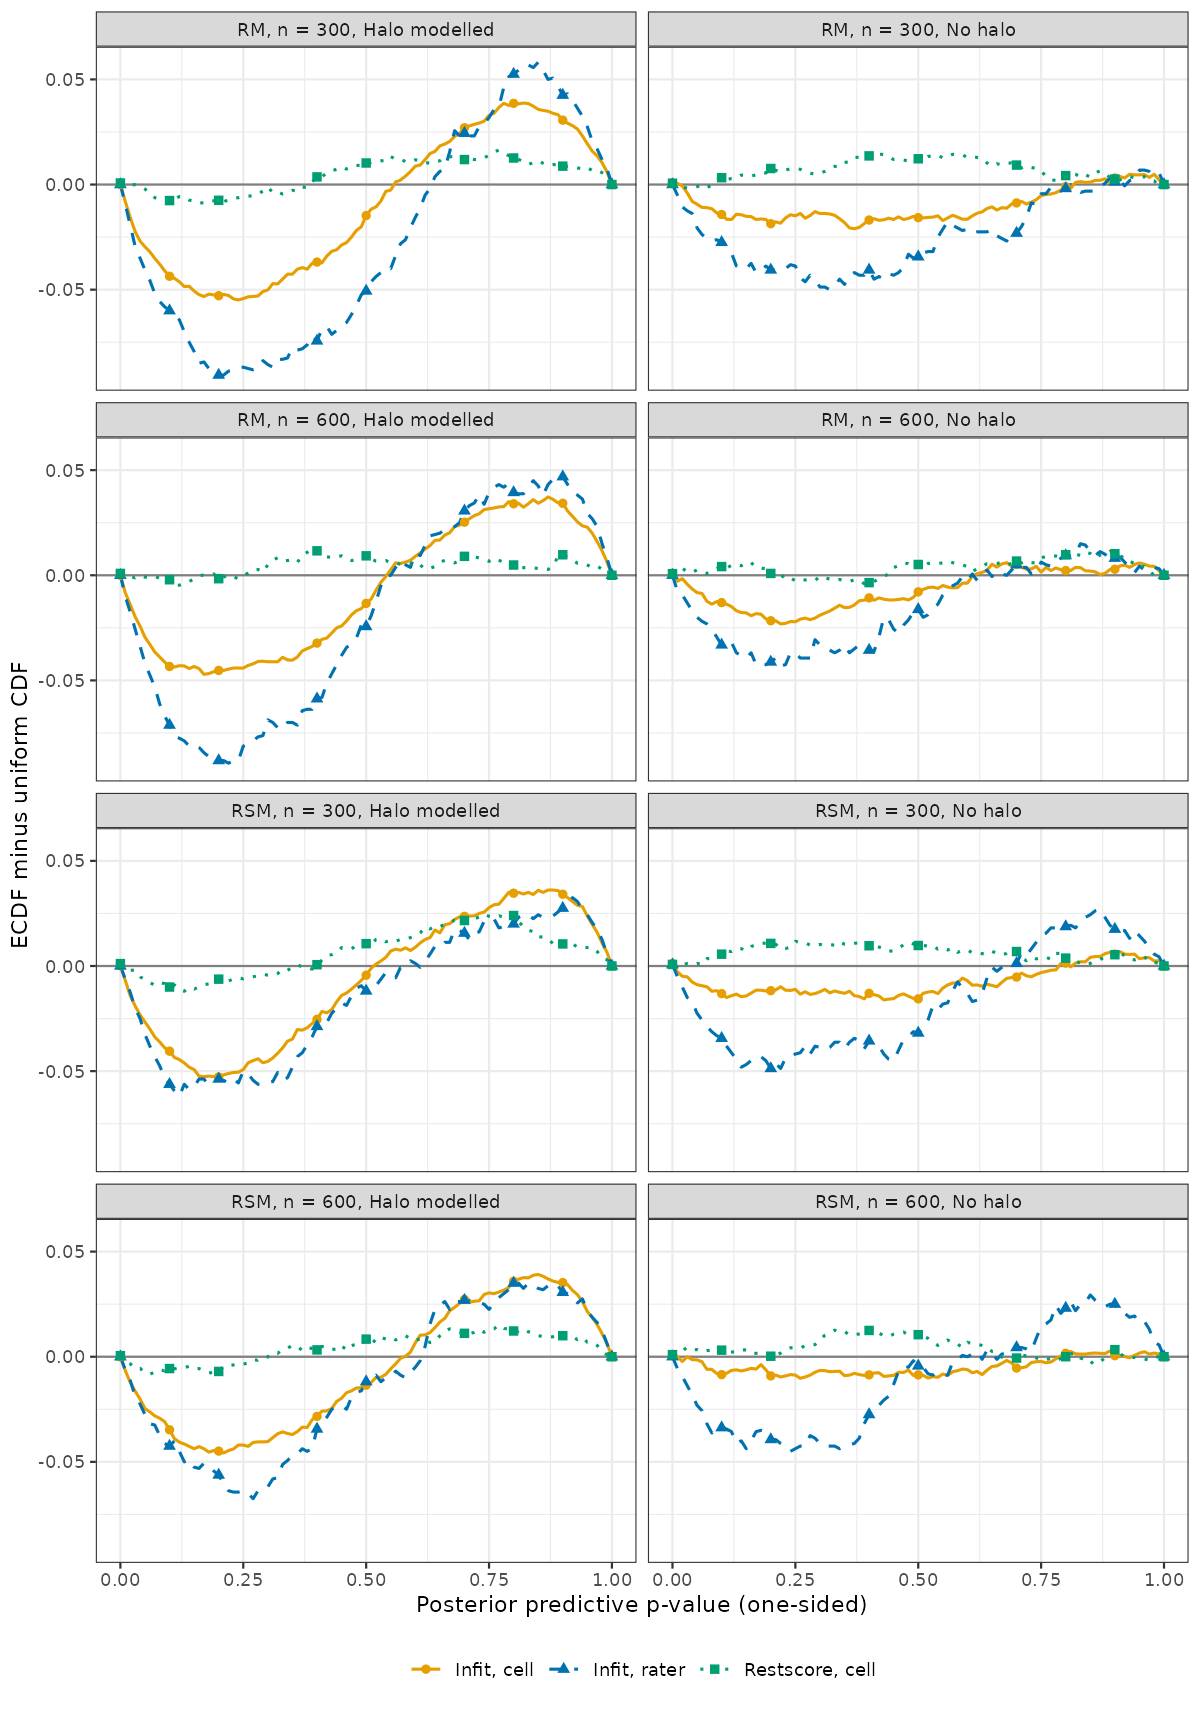 RM, n = 300, Halo modelled
RM, n = 300, No halo
0.05
0.00
-0.05
RM, n = 600, Halo modelled
RM, n = 600, No halo
0.05
0.00
-0.05
RSM, n = 300, Halo modelled
RSM, n = 300, No halo
0.05
0.00
-0.05
RSM, n = 600, Halo modelled
RSM, n = 600, No halo
0.05
0.00
-0.05
ECDF minus uniform CDF
0.00 0.25 0.50 0.75 1.00 0.00 0.25 0.50 0.75 1.00
Posterior predictive p-value (one-sided)
Infit, cell Infit, rater Restscore, cell